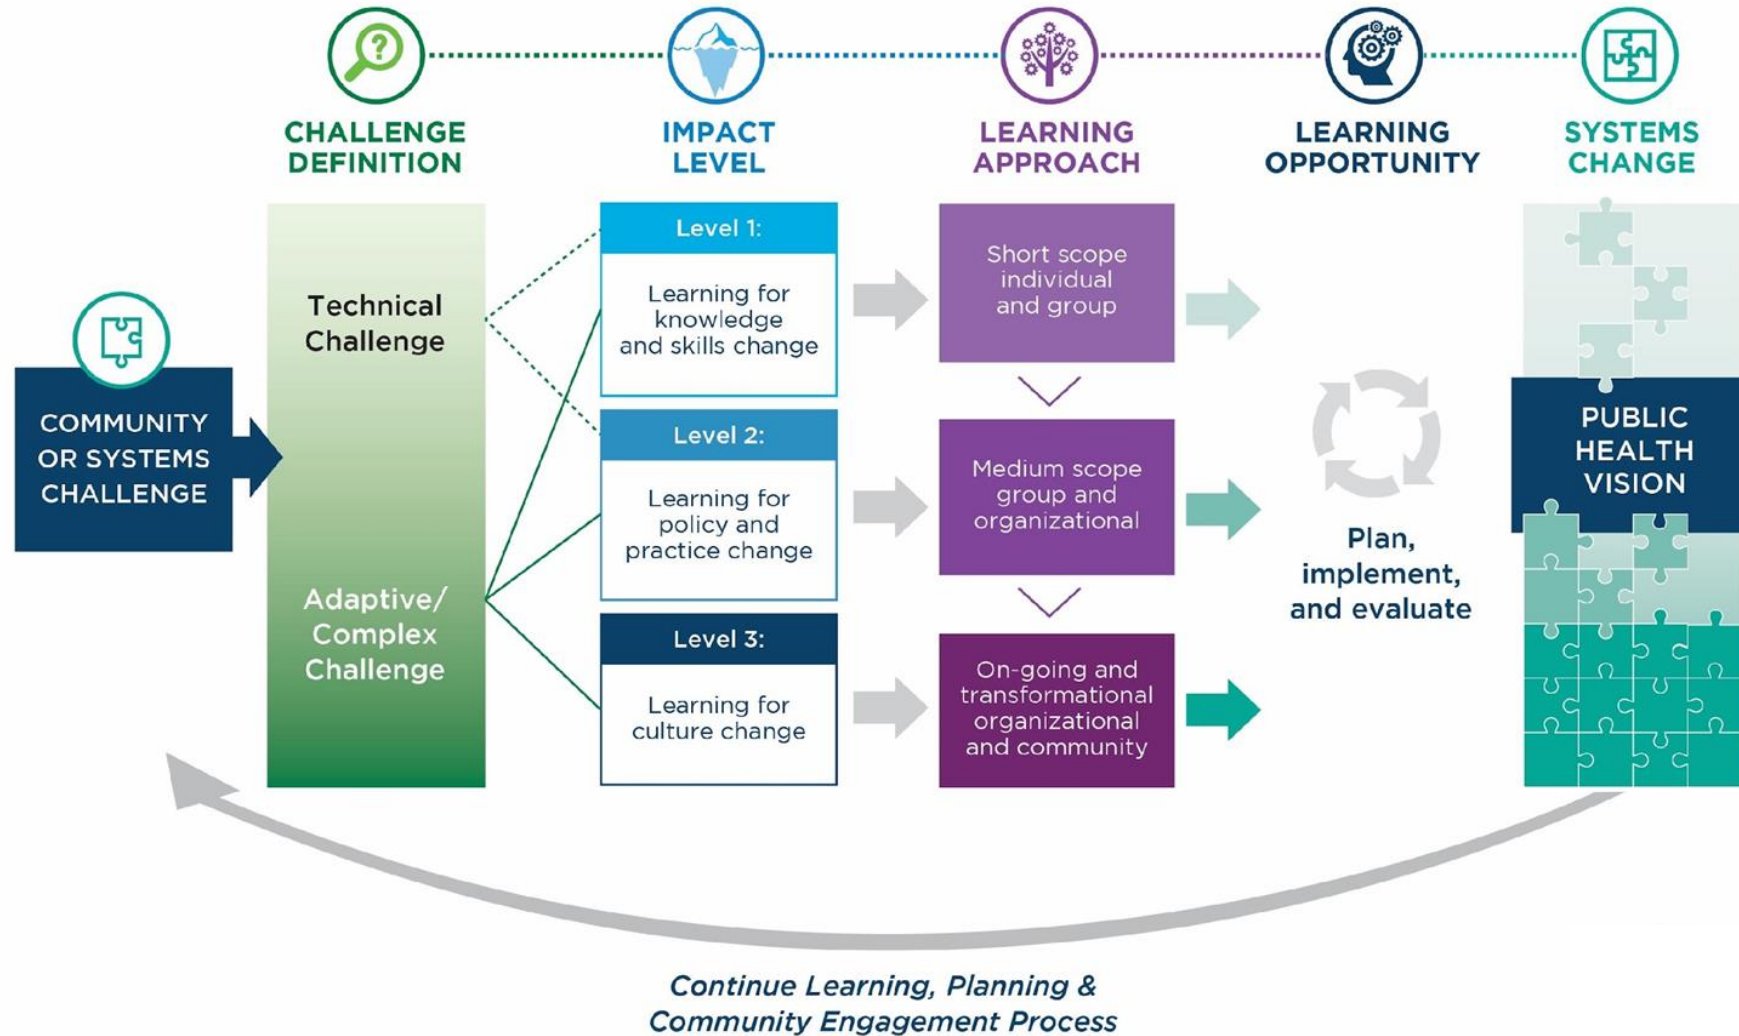 CHALLENGE
DEFINITION
IMPACT
LEVEL
LEARNING
APPROACH
LEARNING
OPPORTUNITY
SYSTEMS
CHANGE
COMMUNITY
OR SYSTEMS
CHALLENGE
Technical
Challenge
Adaptive/
Complex
Challenge
Level 1:
Learning for
knowledge
and skills change
Level 2:
Learning for
policy and
practice change
Level 3:
Learning for
culture change
Short scope
individual
and group
Medium scope
group and
organizational
On-going and
transformational
organizational
and community
Plan,
implement,
and evaluate
PUBLIC
HEALTH
VISION
Continue Learning, Planning &
Community Engagement Process